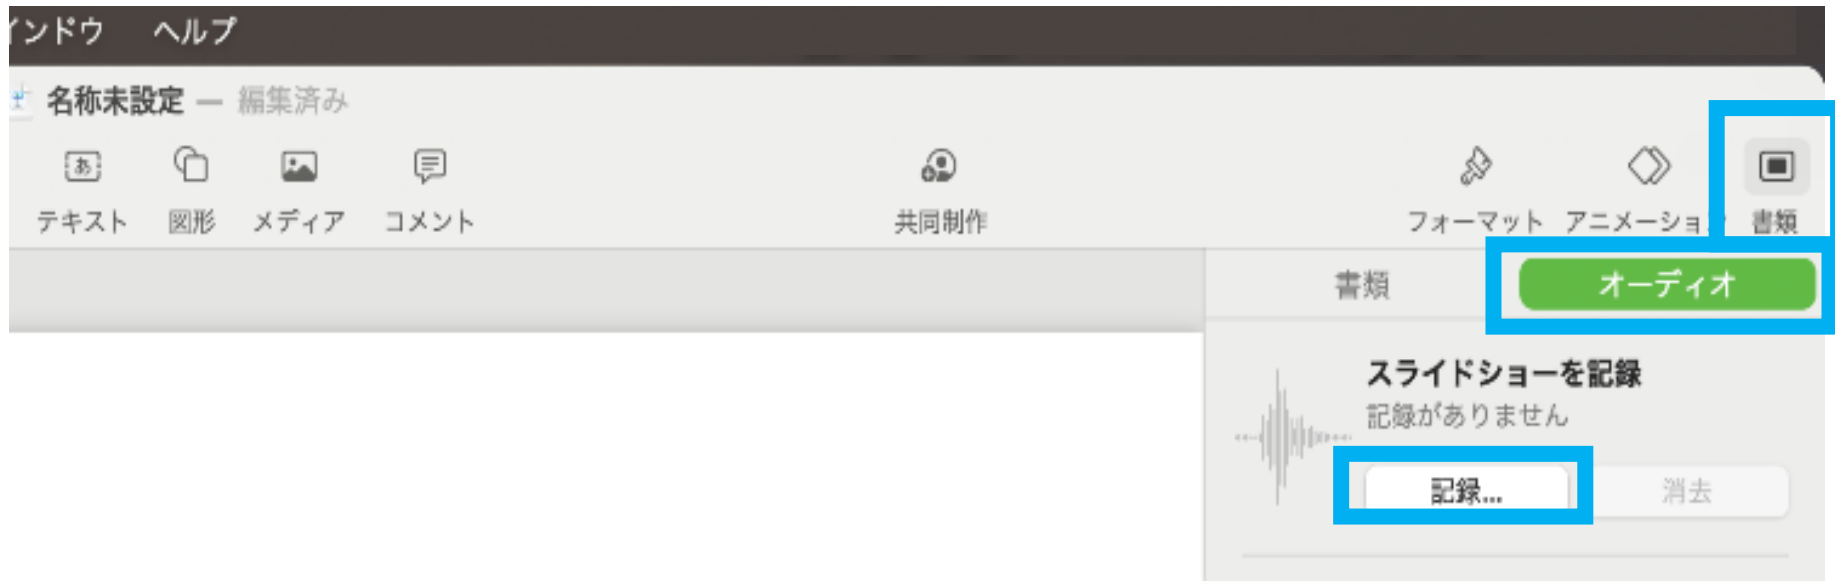 インドウ ヘルプ
名称未設定 — 編集済み
あ
テキスト 図形 メディア コメント 共同制作 フォーマット アニメーション 書類
書類 オーディオ
スライドショーを記録
記録がありません
記録... 消去